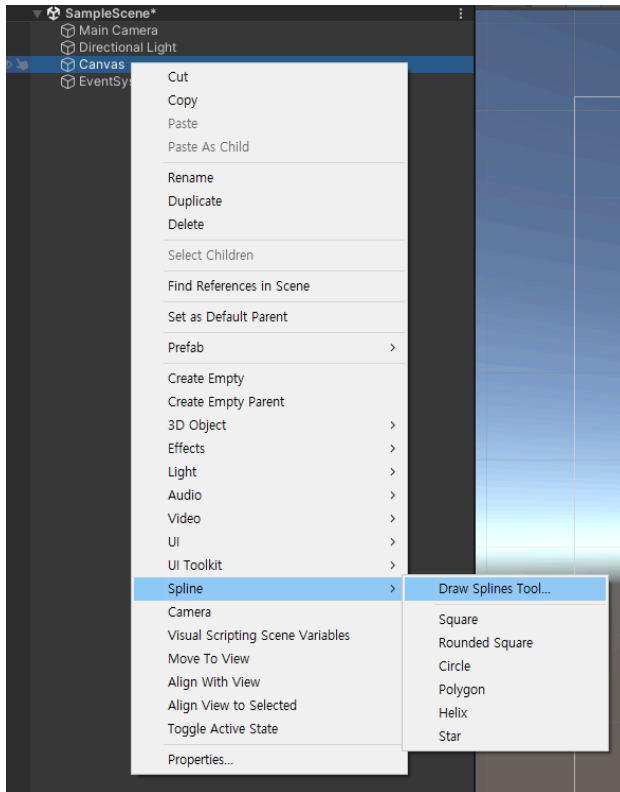 SampleScene*
Main Camera
Directional Light
Canvas
EventSy
Cut
Copy
Paste
Paste As Child
Rename
Duplicate
Delete
Select Children
Find References in Scene
Set as Default Parent
Prefab
Create Empty
Create Empty Parent
3D Object
Effects
Light
Audio
Video
UI
UI Toolkit
Spline
Camera
Visual Scripting Scene Variables
Move To View
Align With View
Align View to Selected
Toggle Active State
Properties...
Draw Splines Tool...
Square
Rounded Square
Circle
Polygon
Helix
Star